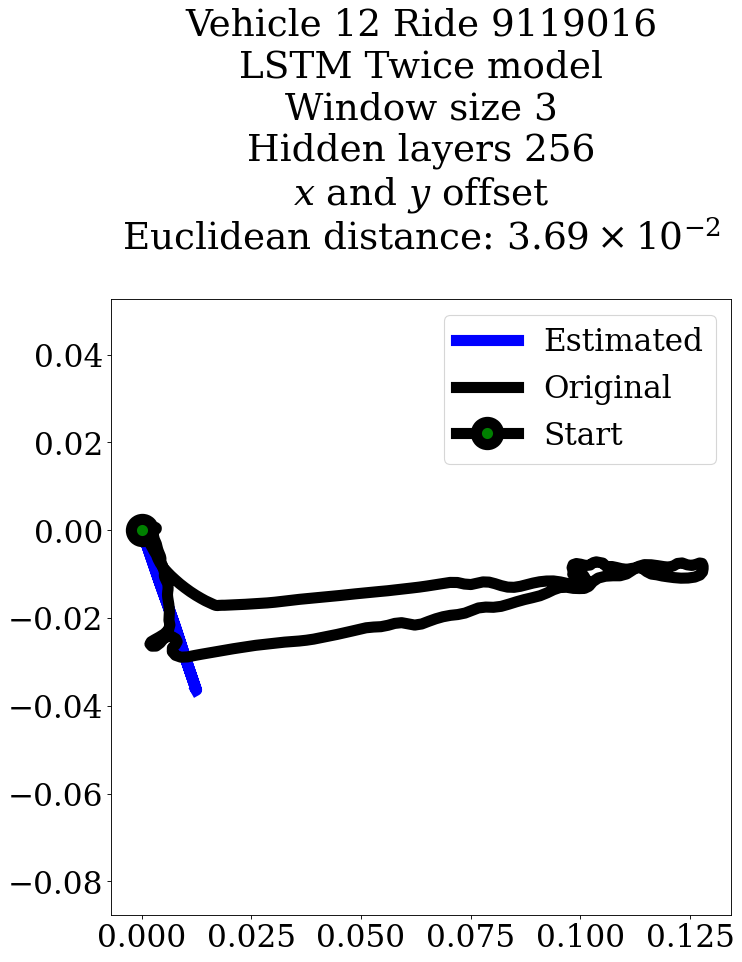 Vehicle 12 Ride 9119016
LSTM Twice model
Window size 3
Hidden layers 256
x and y offset
Euclidean distance: 3.69 × 10⁻²
Estimated
Original
Start
0.04
0.02
0.00
−0.02
−0.04
−0.06
−0.08
0.000 0.025 0.050 0.075 0.100 0.125